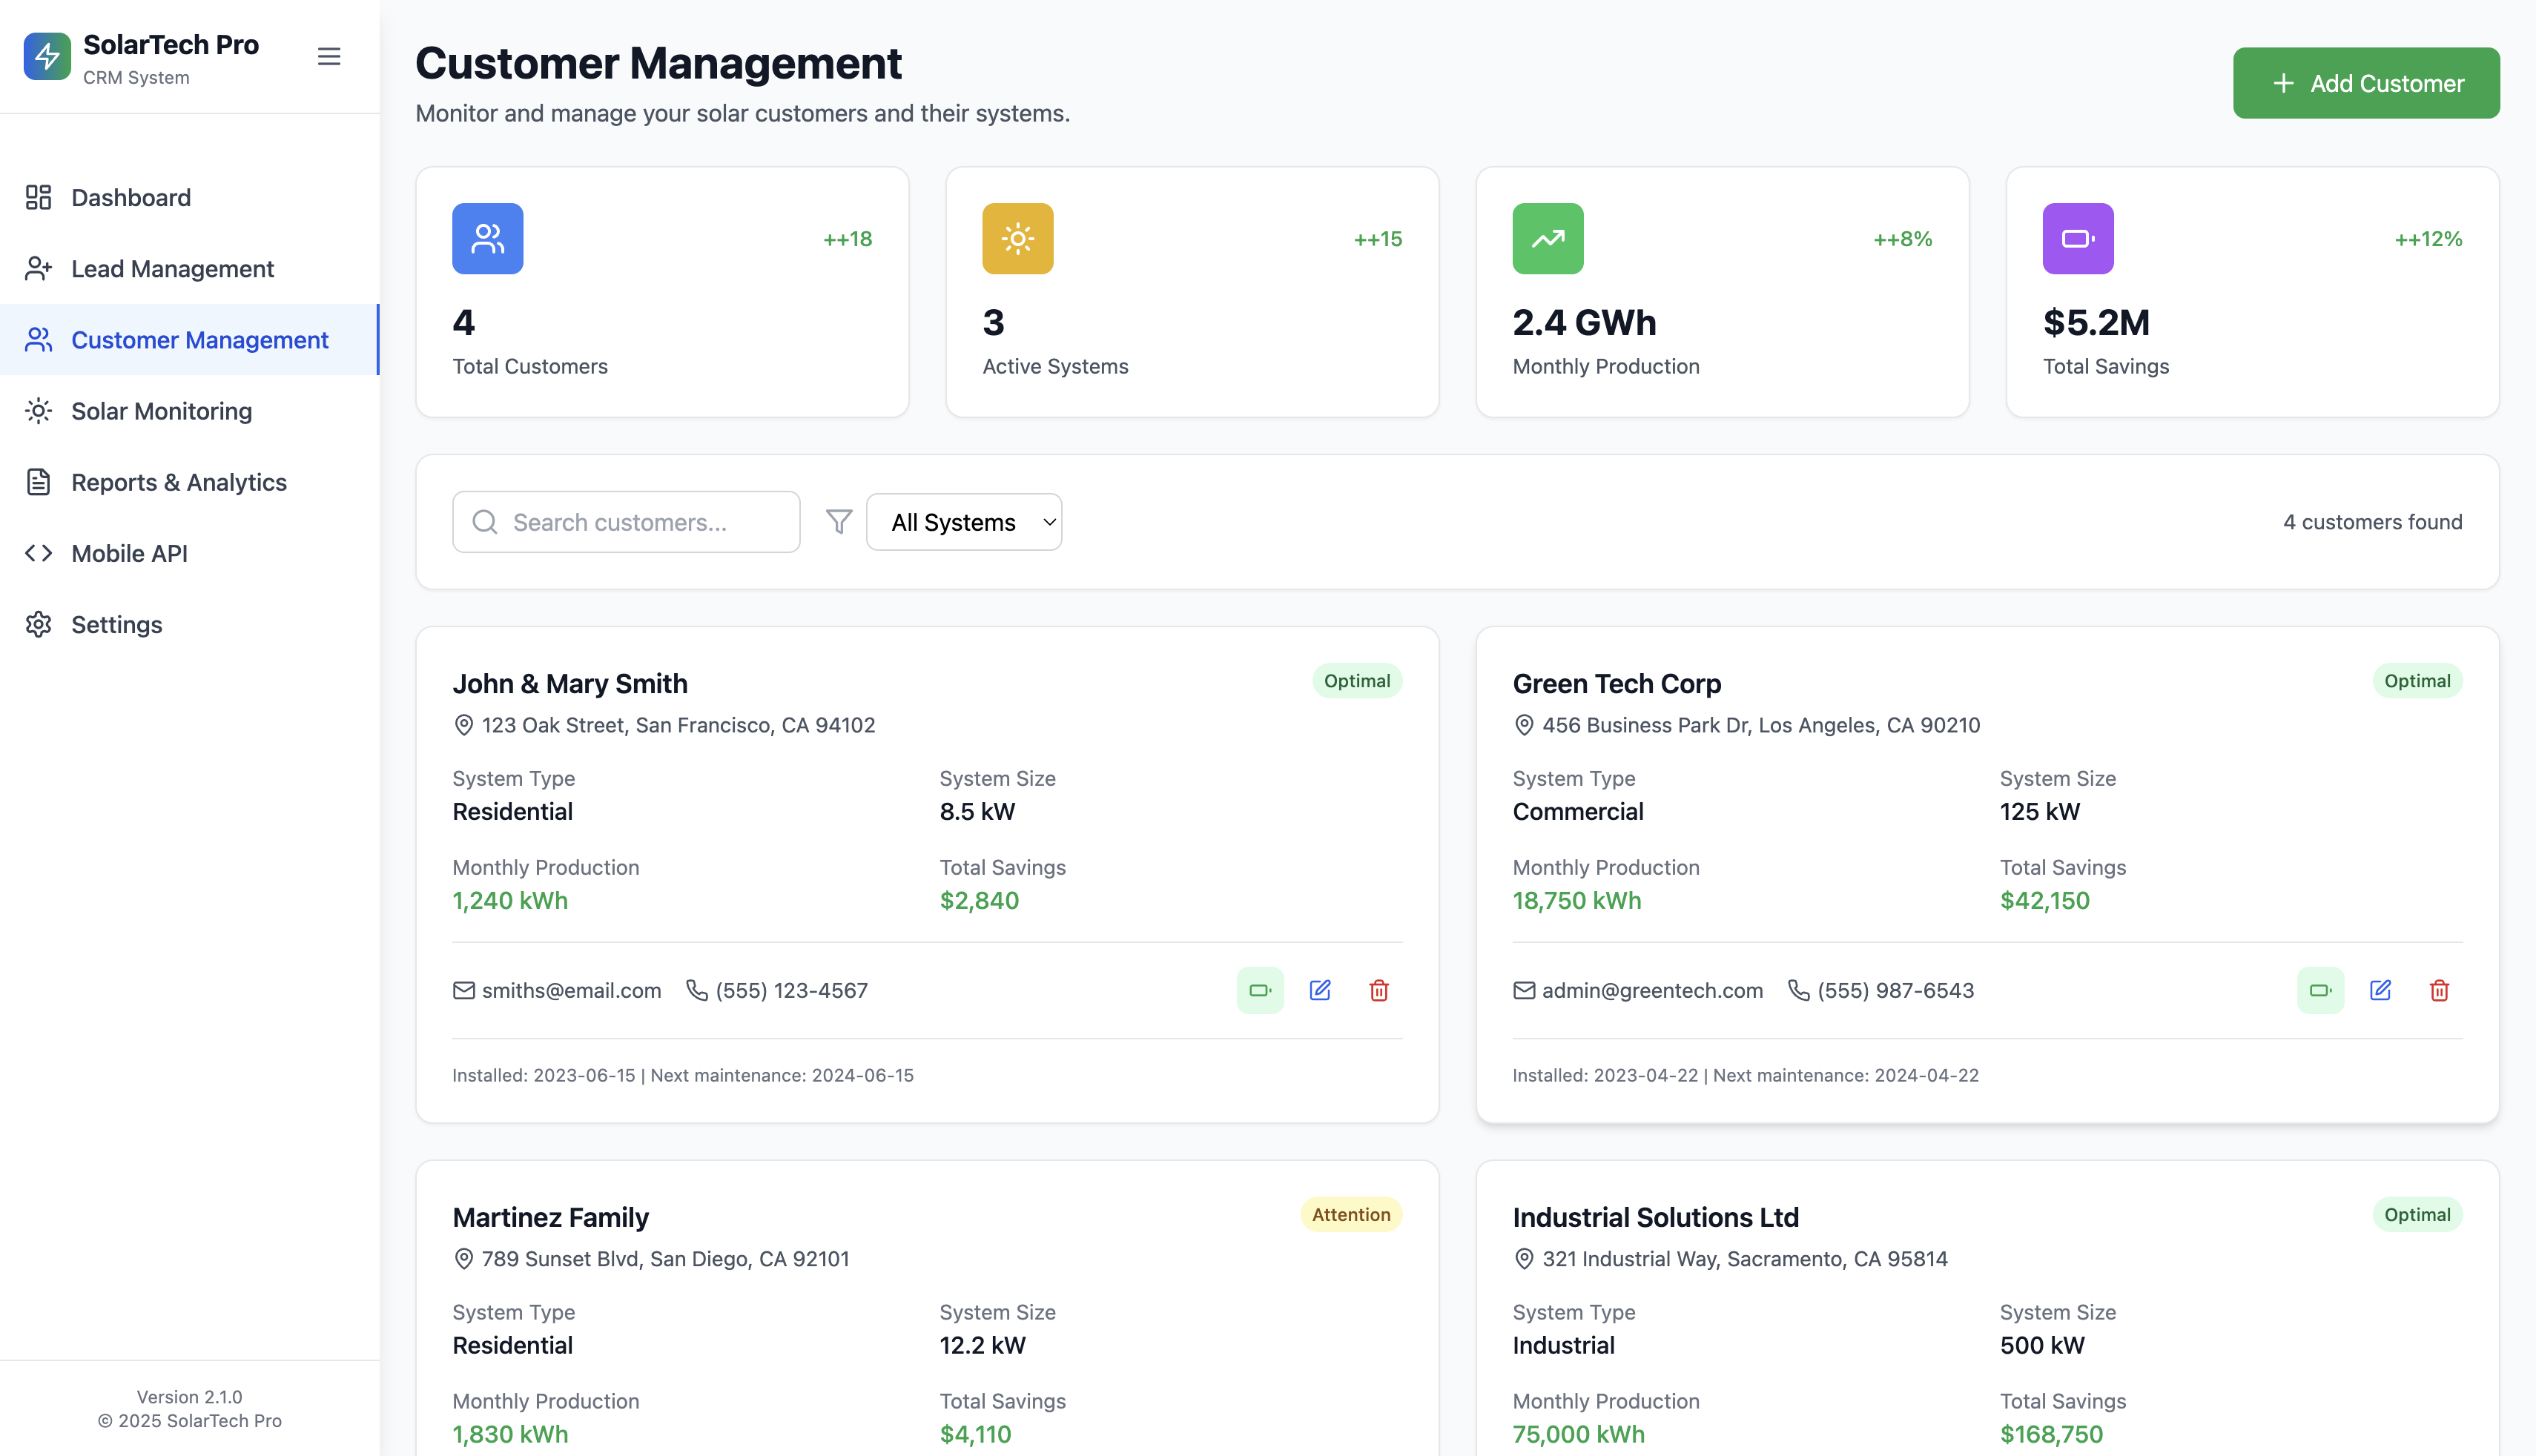 SolarTech Pro
CRM System
Dashboard
Lead Management
Customer Management
Solar Monitoring
Reports & Analytics
Mobile API
Settings
Version 2.1.0
© 2025 SolarTech Pro
Customer Management
Monitor and manage your solar customers and their systems.
Add Customer
++18
4
Total Customers
++15
3
Active Systems
++8%
2.4 GWh
Monthly Production
++12%
$5.2M
Total Savings
Search customers...
All Systems
4 customers found
John & Mary Smith
Optimal
123 Oak Street, San Francisco, CA 94102
System Type
System Size
Residential
8.5 kW
Monthly Production
Total Savings
1,240 kWh
$2,840
smiths@email.com
(555) 123-4567
Installed: 2023-06-15 | Next maintenance: 2024-06-15
Green Tech Corp
Optimal
456 Business Park Dr, Los Angeles, CA 90210
System Type
System Size
Commercial
125 kW
Monthly Production
Total Savings
18,750 kWh
$42,150
admin@greentech.com
(555) 987-6543
Installed: 2023-04-22 | Next maintenance: 2024-04-22
Martinez Family
Attention
789 Sunset Blvd, San Diego, CA 92101
System Type
System Size
Residential
12.2 kW
Monthly Production
Total Savings
1,830 kWh
$4,110
Industrial Solutions Ltd
Optimal
321 Industrial Way, Sacramento, CA 95814
System Type
System Size
Industrial
500 kW
Monthly Production
Total Savings
75,000 kWh
$168,750